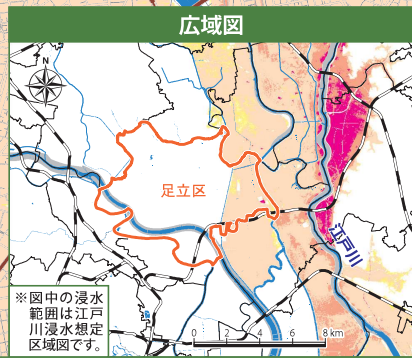 広域図
N
足立区
江戸川
※図中の浸水
範囲は江戸
川浸水想定
区域図です。
0 2 4 6 8 km